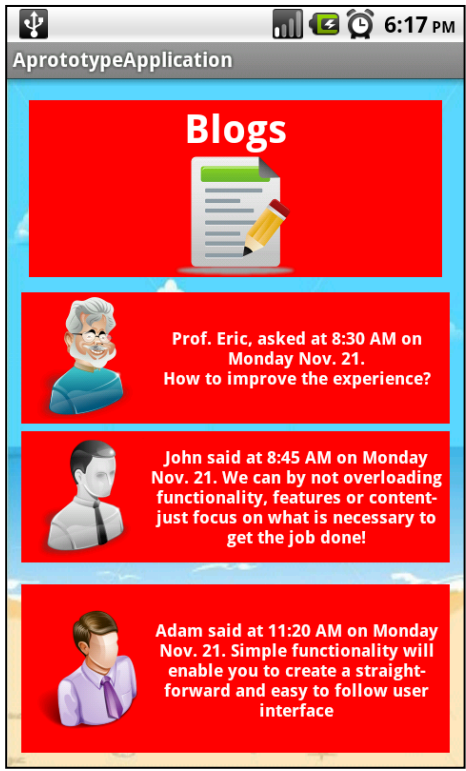 6:17 PM
AprototypeApplication
Blogs
Prof. Eric, asked at 8:30 AM on
Monday Nov. 21.
How to improve the experience?
John said at 8:45 AM on Monday
Nov. 21. We can by not overloading
functionality, features or content-
just focus on what is necessary to
get the job done!
Adam said at 11:20 AM on Monday
Nov. 21. Simple functionality will
enable you to create a straight-
forward and easy to follow user
interface